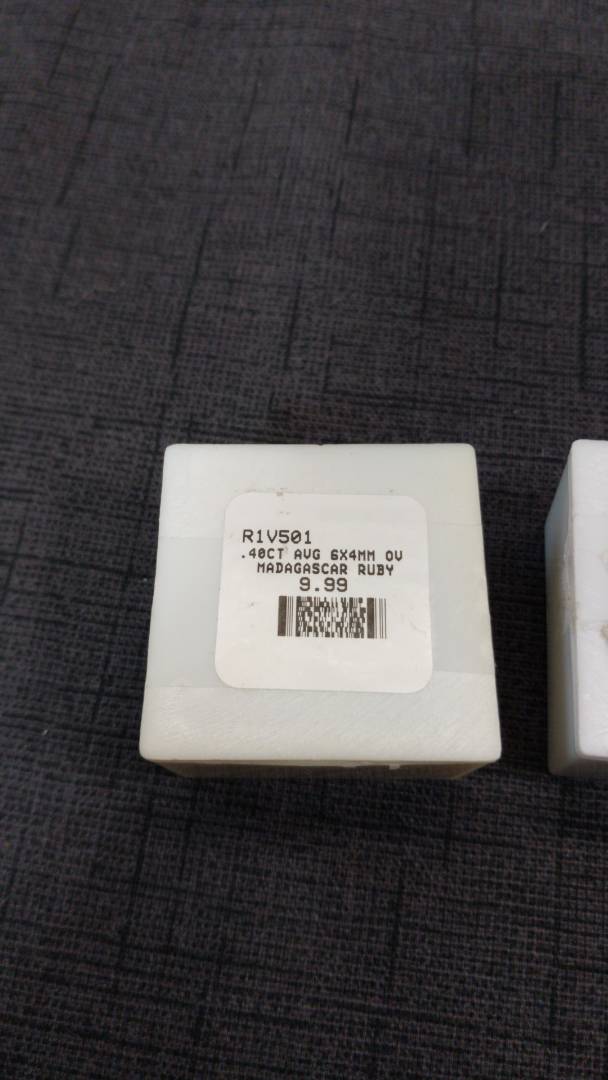 R1V501
.40CT AVG 6X4MM OV
MADAGASCAR RUBY
9.99